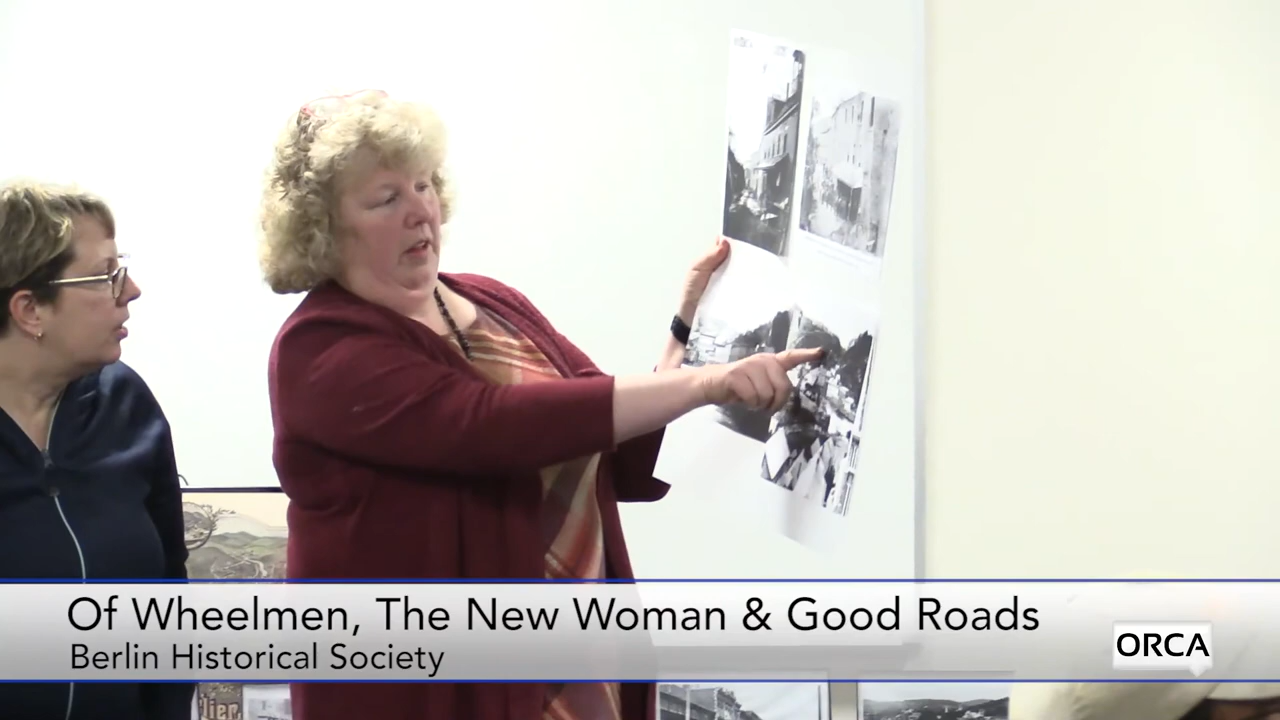 Of Wheelmen, The New Woman & Good Roads
Berlin Historical Society
ORCA